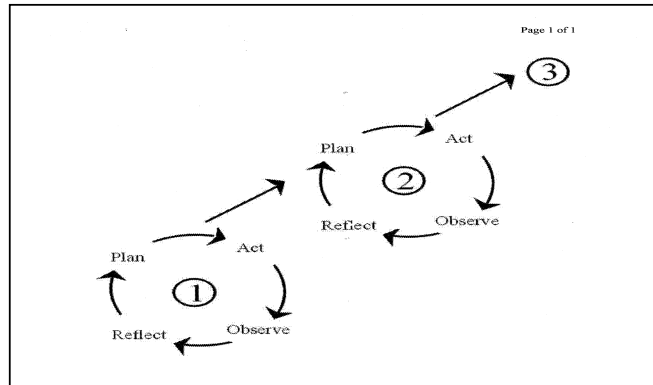 Page 1 of 1
3
Plan
Act
2
Reflect
Observe
Plan
Act
1
Reflect
Observe